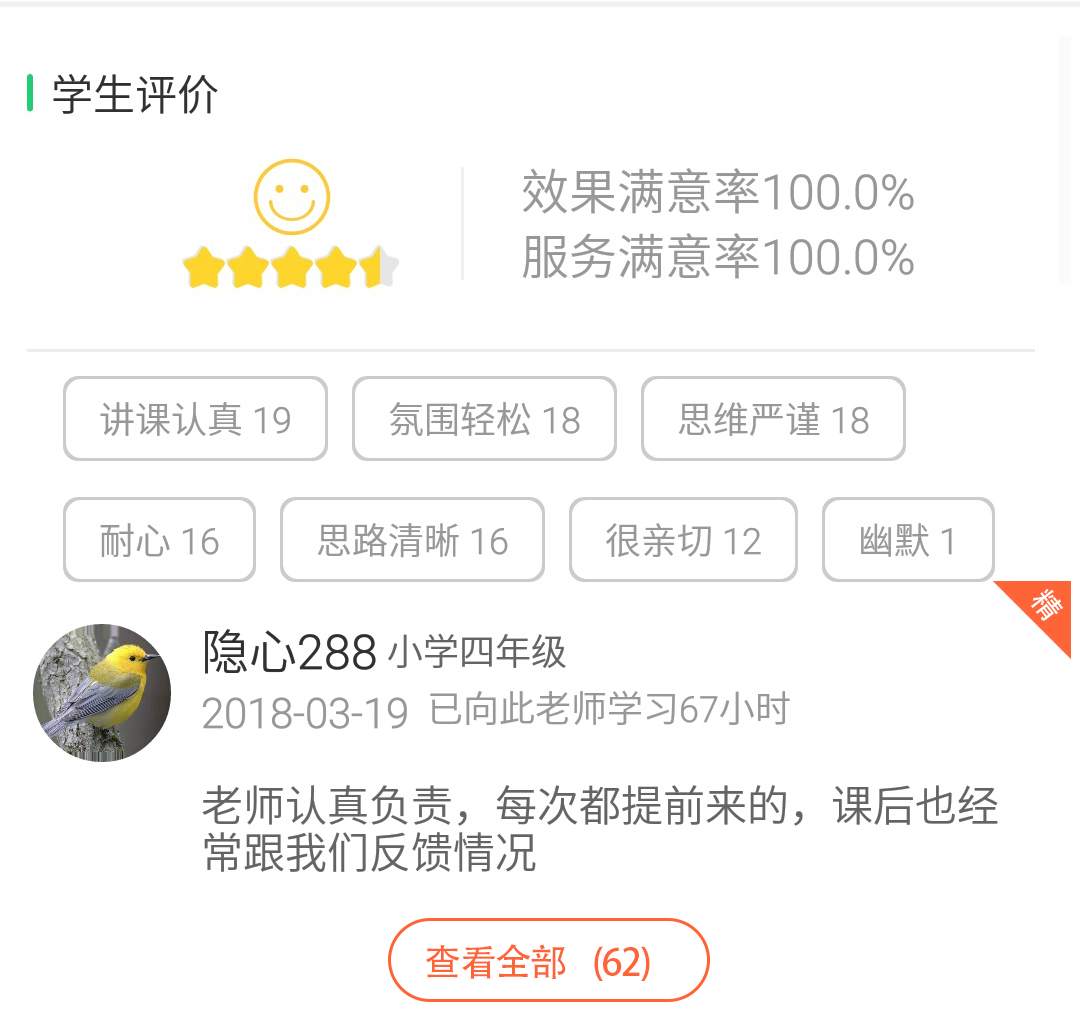 学生评价
效果满意率100.0%
服务满意率100.0%
讲课认真 19
氛围轻松 18
思维严谨 18
耐心 16
思路清晰 16
很亲切 12
幽默 1
精
隐心288 小学四年级
2018-03-19 已向此老师学习67小时
老师认真负责，每次都提前来的，课后也经
常跟我们反馈情况
查看全部 (62)